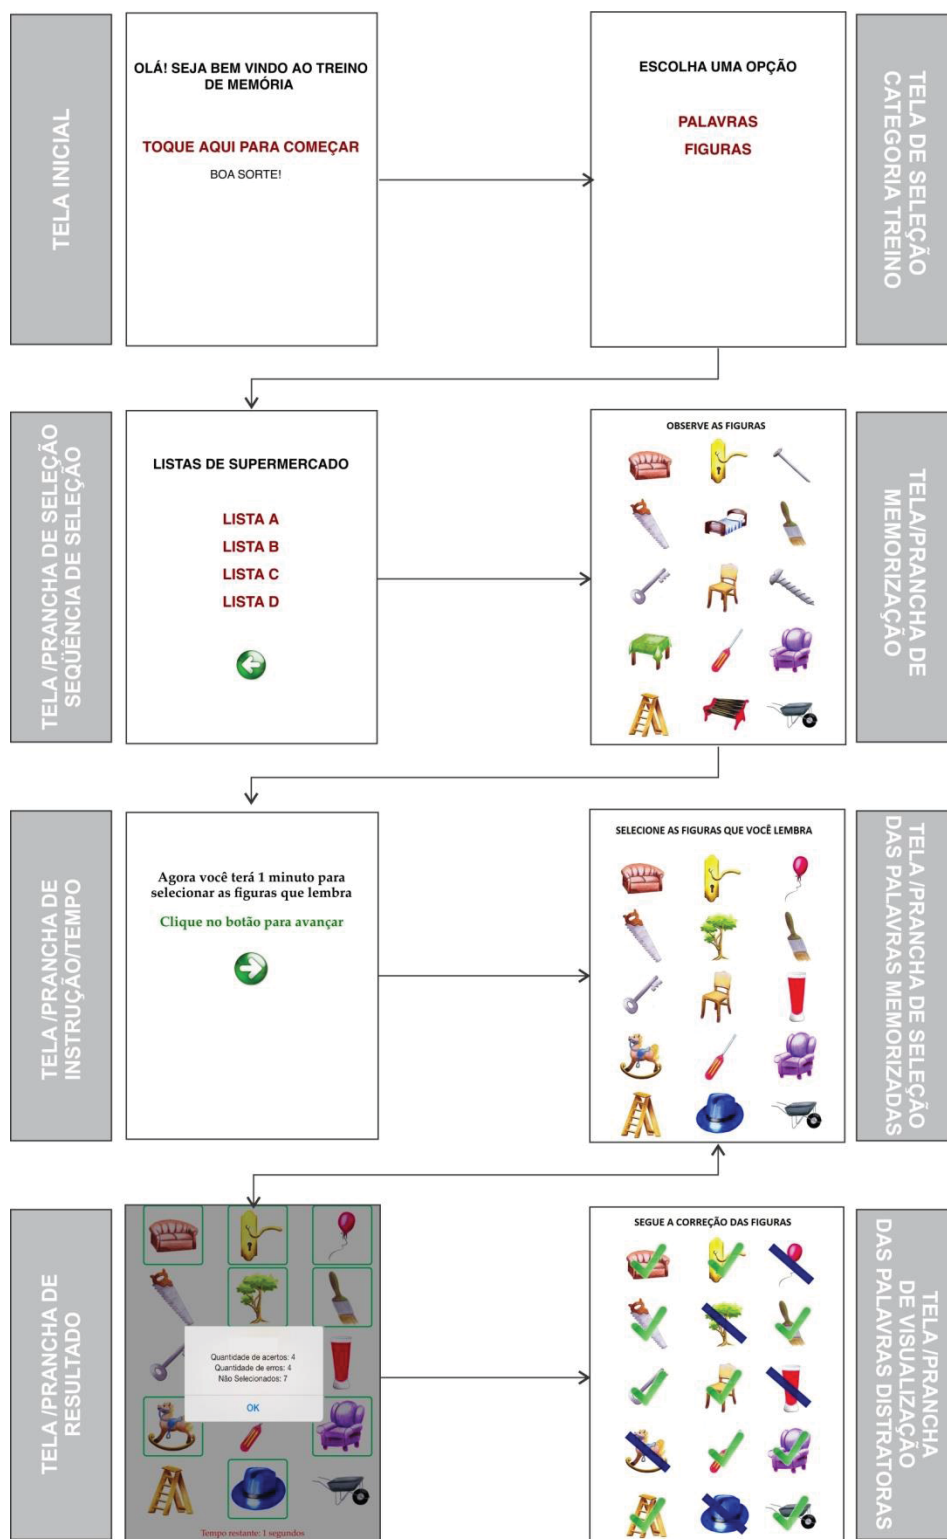 TELA INICIAL
OLÁ! SEJA BEM VINDO AO TREINO
DE MEMÓRIA
TOQUE AQUI PARA COMEÇAR
BOA SORTE!
ESCOLHA UMA OPÇÃO
PALAVRAS
FIGURAS
TELA DE SELEÇÃO
CATEGORIA TREINO
TELA /PRANCHA DE SELEÇÃO
SEQÜÊNCIA DE SELEÇÃO
LISTAS DE SUPERMERCADO
LISTA A
LISTA B
LISTA C
LISTA D
OBSERVE AS FIGURAS
TELA/PRANCHA DE
MEMORIZAÇÃO
TELA /PRANCHA DE
INSTRUÇÃO/TEMPO
Agora você terá 1 minuto para
selecionar as figuras que lembra
Clique no botão para avançar
SELECIONE AS FIGURAS QUE VOCÊ LEMBRA
TELA /PRANCHA DE SELEÇÃO
DAS PALAVRAS MEMORIZADAS
TELA /PRANCHA DE
RESULTADO
Quantidade de acertos: 4
Quantidade de erros: 4
Não Selecionados: 7
OK
Tempo restante: 1 segundos
SEGUE A CORREÇÃO DAS FIGURAS
TELA /PRANCHA
DE VISUALIZAÇÃO
DAS PALAVRAS DISTRATORAS